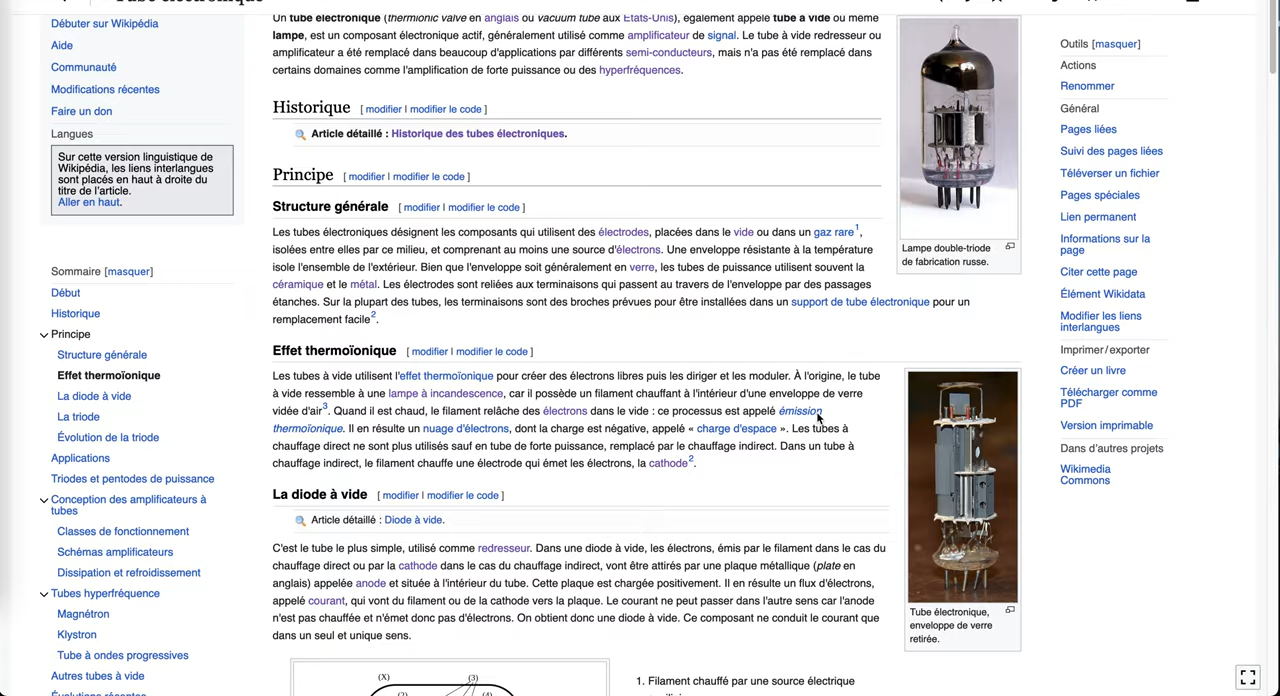 Débuter sur Wikipédia
Aide
Communauté
Modifications récentes
Faire un don
Langues
Sur cette version linguistique de
Wikipédia, les liens interlangues
sont placés en haut à droite du
titre de l'article.
Aller en haut.
Sommaire [masquer]
Début
Historique
Principe
Structure générale
Effet thermoïonique
La diode à vide
La triode
Évolution de la triode
Applications
Triodes et pentodes de puissance
Conception des amplificateurs à
tubes
Classes de fonctionnement
Schémas amplificateurs
Dissipation et refroidissement
Tubes hyperfréquence
Magnétron
Klystron
Tube à ondes progressives
Autres tubes à vide
Un tube électronique (thermionic valve en anglais ou vacuum tube aux États-Unis), également appelé tube à vide ou même
lampe, est un composant électronique actif, généralement utilisé comme amplificateur de signal. Le tube à vide redresseur ou
amplificateur a été remplacé dans beaucoup d'applications par différents semi-conducteurs, mais n'a pas été remplacé dans
certains domaines comme l'amplification de forte puissance ou des hyperfréquences.
Historique [ modifier | modifier le code ]
Article détaillé : Historique des tubes électroniques.
Principe [ modifier | modifier le code ]
Structure générale [ modifier | modifier le code ]
Les tubes électroniques désignent les composants qui utilisent des électrodes, placées dans le vide ou dans un gaz rare1,
isolées entre elles par ce milieu, et comprenant au moins une source d'électrons. Une enveloppe résistante à la température
isole l'ensemble de l'extérieur. Bien que l'enveloppe soit généralement en verre, les tubes de puissance utilisent souvent la
céramique et le métal. Les électrodes sont reliées aux terminaisons qui passent au travers de l'enveloppe par des passages
étanches. Sur la plupart des tubes, les terminaisons sont des broches prévues pour être installées dans un support de tube électronique pour un
remplacement facile2.
Effet thermoïonique [ modifier | modifier le code ]
Les tubes à vide utilisent l'effet thermoïonique pour créer des électrons libres puis les diriger et les moduler. À l'origine, le tube
à vide ressemble à une lampe à incandescence, car il possède un filament chauffant à l'intérieur d'une enveloppe de verre
vidée d'air3. Quand il est chaud, le filament relâche des électrons dans le vide : ce processus est appelé émission
thermoïonique. Il en résulte un nuage d'électrons, dont la charge est négative, appelé « charge d'espace ». Les tubes à
chauffage direct ne sont plus utilisés sauf en tube de forte puissance, remplacé par le chauffage indirect. Dans un tube à
chauffage indirect, le filament chauffe une électrode qui émet les électrons, la cathode2.
La diode à vide [ modifier | modifier le code ]
Article détaillé : Diode à vide.
C'est le tube le plus simple, utilisé comme redresseur. Dans une diode à vide, les électrons, émis par le filament dans le cas du
chauffage direct ou par la cathode dans le cas du chauffage indirect, vont être attirés par une plaque métallique (plate en
anglais) appelée anode et située à l'intérieur du tube. Cette plaque est chargée positivement. Il en résulte un flux d'électrons,
appelé courant, qui vont du filament ou de la cathode vers la plaque. Le courant ne peut passer dans l'autre sens car l'anode
n'est pas chauffée et n'émet donc pas d'électrons. On obtient donc une diode à vide. Ce composant ne conduit le courant que
dans un seul et unique sens.
(X) (3)
1. Filament chauffé par une source électrique
Lampe double-triode
de fabrication russe.
Tube électronique,
enveloppe de verre
retirée.
Outils [masquer]
Actions
Renommer
Général
Pages liées
Suivi des pages liées
Téléverser un fichier
Pages spéciales
Lien permanent
Informations sur la
page
Citer cette page
Élément Wikidata
Modifier les liens
interlangues
Imprimer / exporter
Créer un livre
Télécharger comme
PDF
Version imprimable
Dans d'autres projets
Wikimedia
Commons